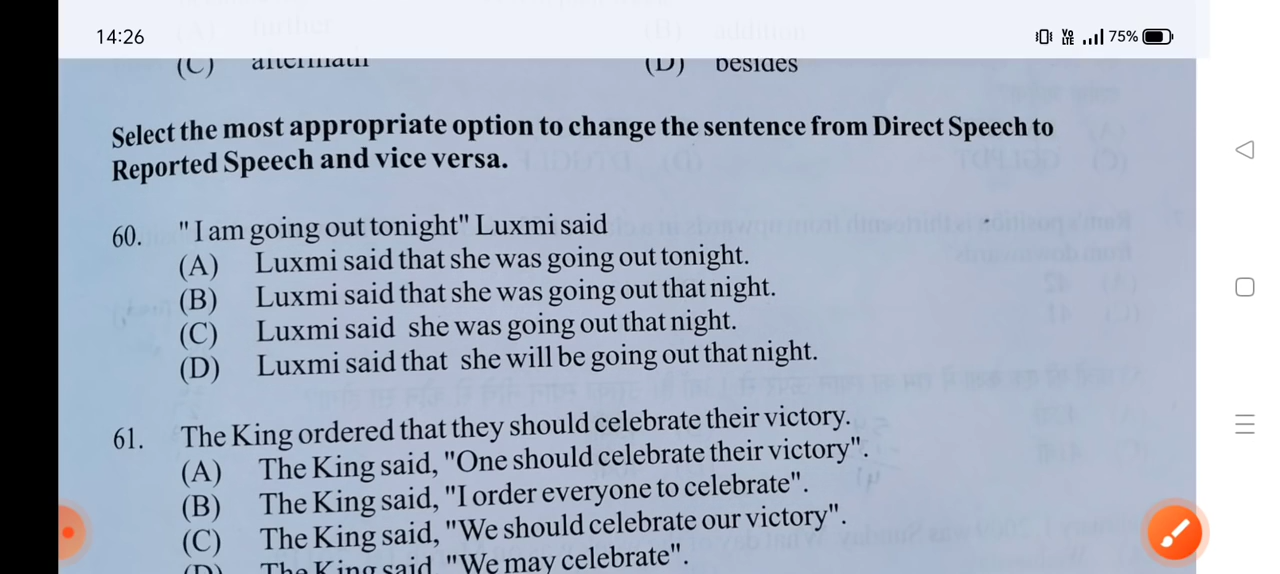 14:26
75%
(A) further (B) addition
(C) aftermath (D) besides
Select the most appropriate option to change the sentence from Direct Speech to
Reported Speech and vice versa.
60. "I am going out tonight" Luxmi said
(A) Luxmi said that she was going out tonight.
(B) Luxmi said that she was going out that night.
(C) Luxmi said she was going out that night.
(D) Luxmi said that she will be going out that night.
61. The King ordered that they should celebrate their victory.
(A) The King said, "One should celebrate their victory".
(B) The King said, "I order everyone to celebrate".
(C) The King said, "We should celebrate our victory".
(D) The King said, "We may celebrate".